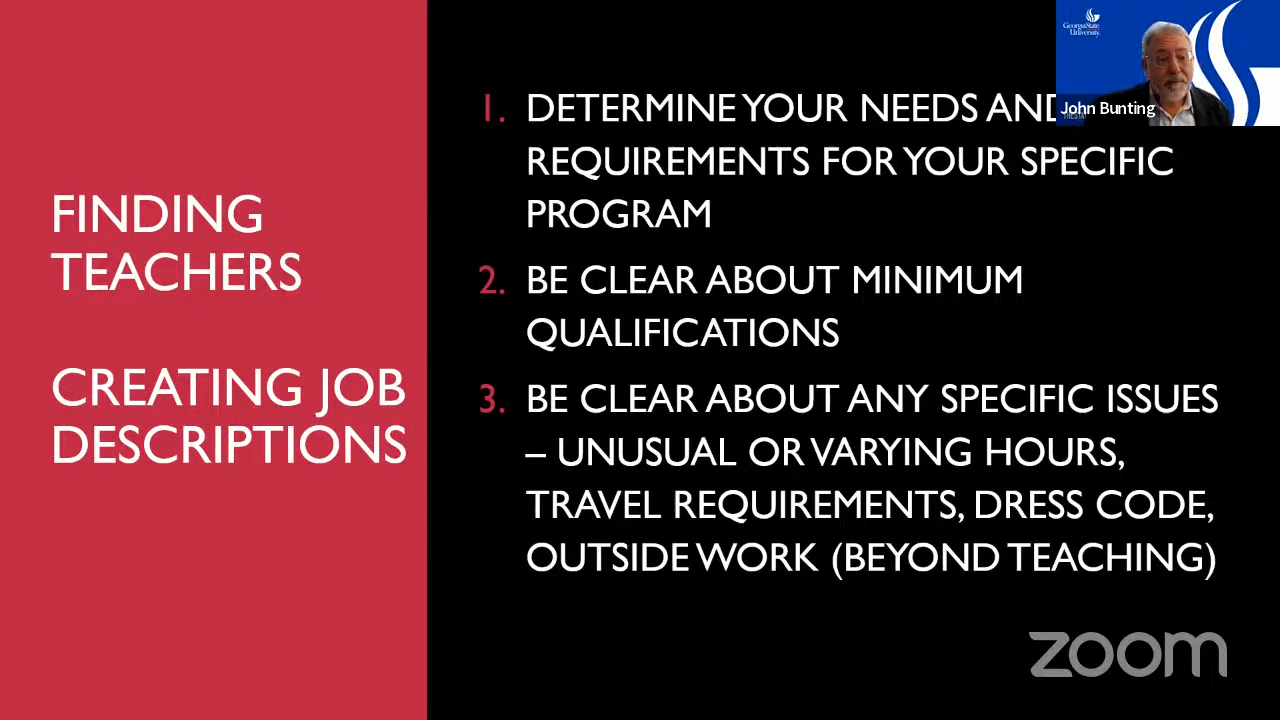 FINDING
TEACHERS
CREATING JOB
DESCRIPTIONS
1. DETERMINE YOUR NEEDS AND
REQUIREMENTS FOR YOUR SPECIFIC
PROGRAM
2. BE CLEAR ABOUT MINIMUM
QUALIFICATIONS
3. BE CLEAR ABOUT ANY SPECIFIC ISSUES
– UNUSUAL OR VARYING HOURS,
TRAVEL REQUIREMENTS, DRESS CODE,
OUTSIDE WORK (BEYOND TEACHING)
GeorgiaState
University
John Bunting
zoom